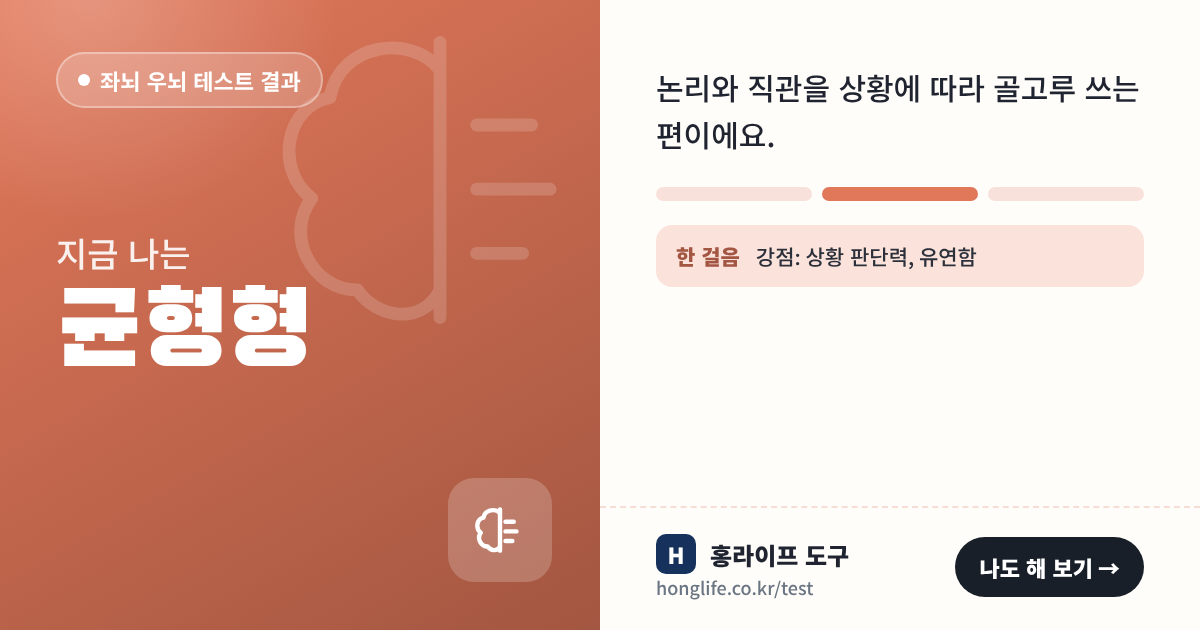 좌뇌 우뇌 테스트 결과
지금 나는
균형형
논리와 직관을 상황에 따라 골고루 쓰는
편이에요.
한 걸음 강점: 상황 판단력, 유연함
H 홍라이프 도구
honglife.co.kr/test
나도 해 보기 →